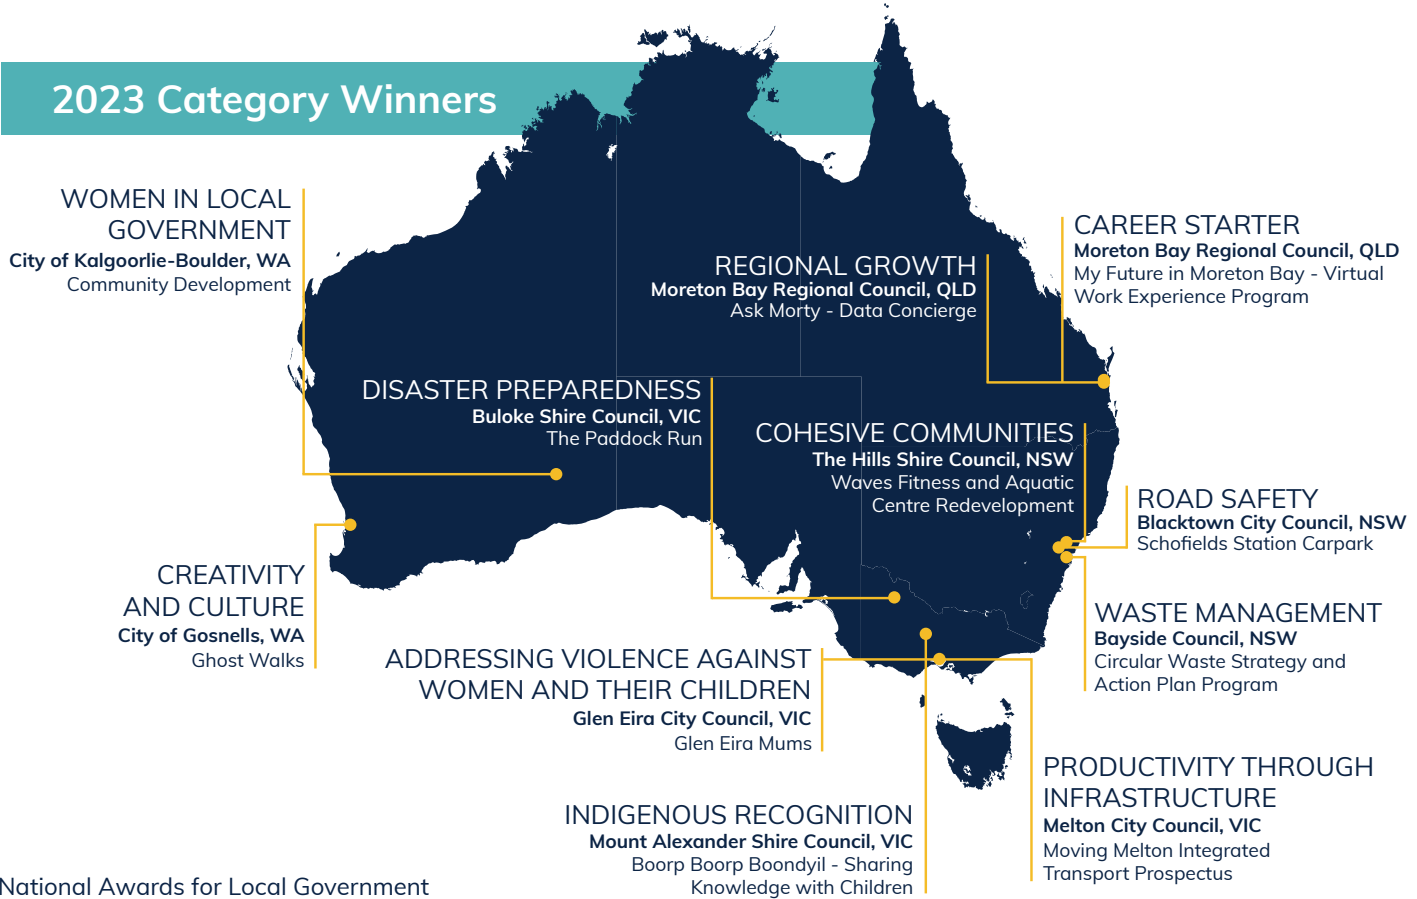 2023 Category Winners
WOMEN IN LOCAL
GOVERNMENT
City of Kalgoorlie-Boulder, WA
Community Development
CAREER STARTER
Moreton Bay Regional Council, QLD
My Future in Moreton Bay - Virtual
Work Experience Program
REGIONAL GROWTH
Moreton Bay Regional Council, QLD
Ask Morty - Data Concierge
DISASTER PREPAREDNESS
Buloke Shire Council, VIC
The Paddock Run
COHESIVE COMMUNITIES
The Hills Shire Council, NSW
Waves Fitness and Aquatic
Centre Redevelopment
ROAD SAFETY
Blacktown City Council, NSW
Schofields Station Carpark
CREATIVITY
AND CULTURE
City of Gosnells, WA
Ghost Walks
WASTE MANAGEMENT
Bayside Council, NSW
Circular Waste Strategy and
Action Plan Program
ADDRESSING VIOLENCE AGAINST
WOMEN AND THEIR CHILDREN
Glen Eira City Council, VIC
Glen Eira Mums
PRODUCTIVITY THROUGH
INFRASTRUCTURE
Melton City Council, VIC
Moving Melton Integrated
Transport Prospectus
INDIGENOUS RECOGNITION
Mount Alexander Shire Council, VIC
Boorp Boorp Boondyil - Sharing
Knowledge with Children
National Awards for Local Government